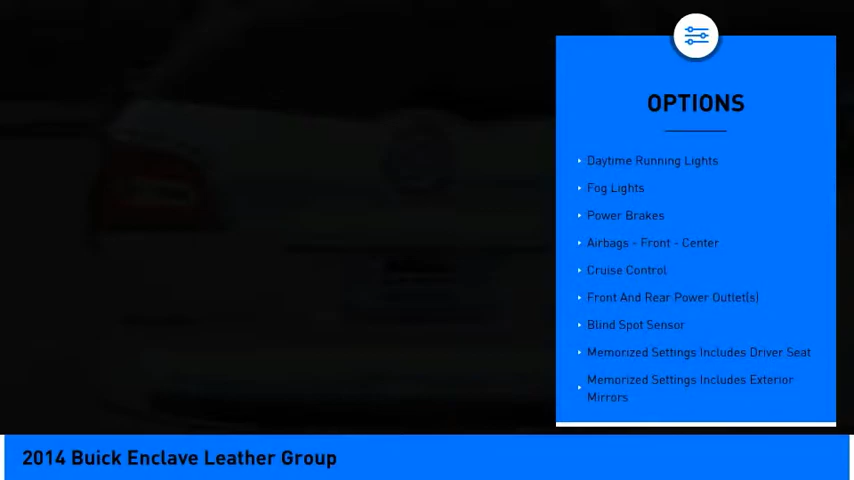 OPTIONS
Daytime Running Lights
Fog Lights
Power Brakes
Airbags - Front - Center
Cruise Control
Front And Rear Power Outlet(s)
Blind Spot Sensor
Memorized Settings Includes Driver Seat
Memorized Settings Includes Exterior
Mirrors
2014 Buick Enclave Leather Group